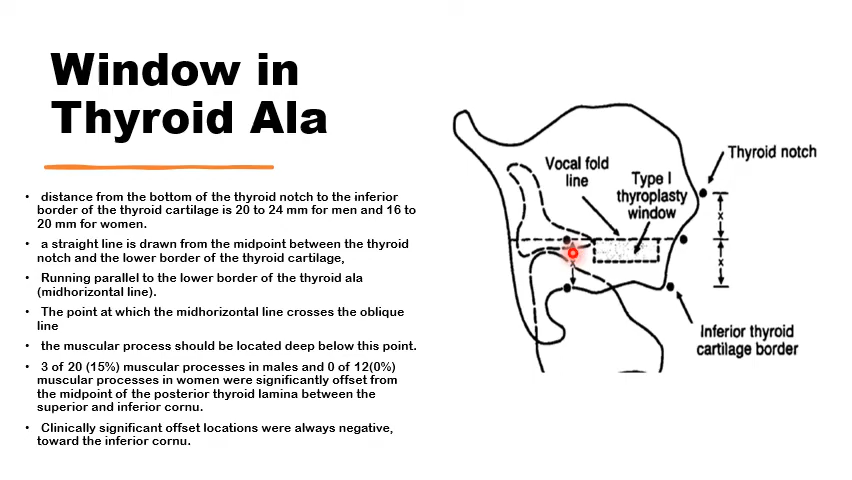 Window in
Thyroid Ala
• distance from the bottom of the thyroid notch to the inferior
border of the thyroid cartilage is 20 to 24 mm for men and 16 to
20 mm for women.
• a straight line is drawn from the midpoint between the thyroid
notch and the lower border of the thyroid cartilage,
• Running parallel to the lower border of the thyroid ala
(midhorizontal line).
• The point at which the midhorizontal line crosses the oblique
line
• the muscular process should be located deep below this point.
• 3 of 20 (15%) muscular processes in males and 0 of 12(0%)
muscular processes in women were significantly offset from
the midpoint of the posterior thyroid lamina between the
superior and inferior cornu.
• Clinically significant offset locations were always negative,
toward the inferior cornu.
Thyroid notch
Vocal fold
line
Type I
thyroplasty
window
x
x
x
Inferior thyroid
cartilage border